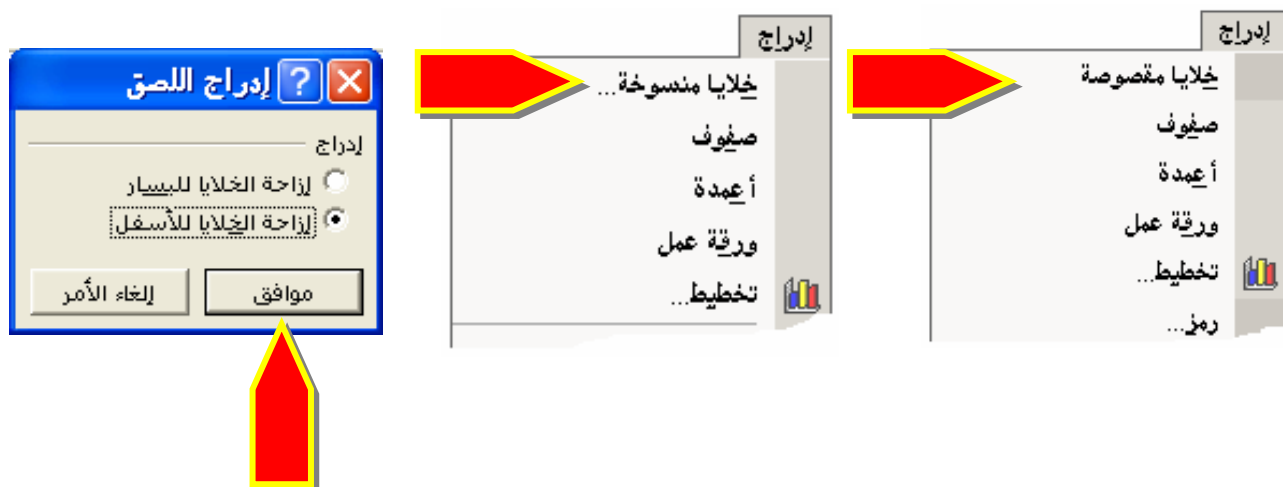 إدراج
خلايا مقصوصة
صفوف
أعمدة
ورقة عمل
تخطيط...
رمز...
إدراج
خلايا منسوخة...
صفوف
أعمدة
ورقة عمل
تخطيط...
إدراج اللصق
إدراج
إزاحة الخلايا لليسار
إزاحة الخلايا للأسفل
موافق
إلغاء الأمر